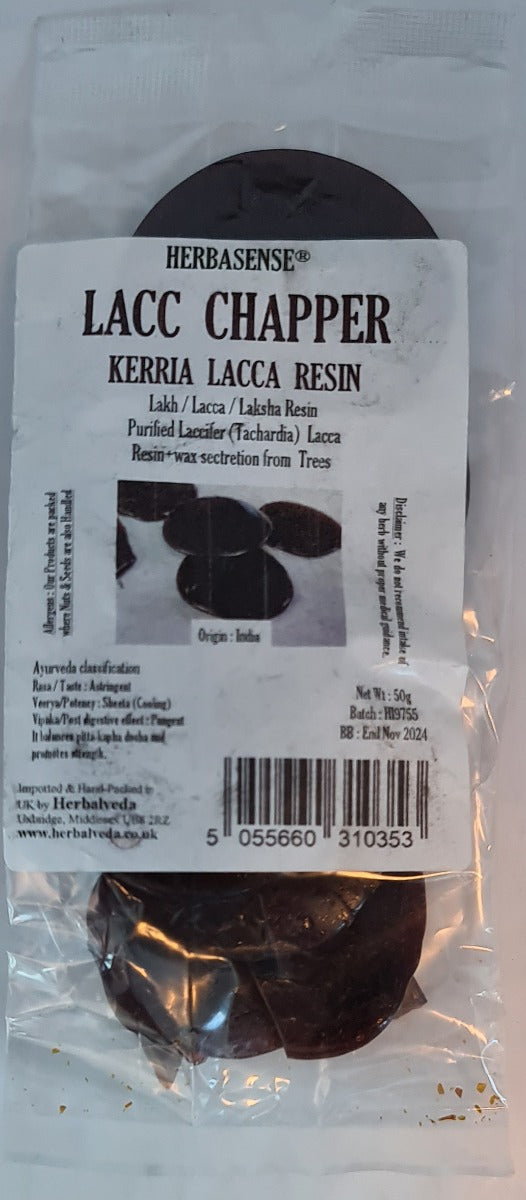 HERBASENSE®
LACC CHAPPER
KERRIA LACCA RESIN
Lakh / Lacca / Laksha Resin
Purified Laccifer (Tachardia) Lacca
Resin+wax sectretion from Trees
Allergens : Our Products are packed
where Nuts & Seeds are also Handled
Disclaimer : We do not recommend intake of
any herb without proper medical guidance.
Origin : India
Ayurveda classification
Rasa / Taste : Astringent
Veerya/Potency : Sheeta (Cooling)
Vipaka/Post digestive effect : Pungent
It balances pitta kapha dosha and
promotes strength.
Net Wt : 50g
Batch : H19755
BB : End Nov 2024
Imported & Hand-Packed in
UK by Herbalveda
Uxbridge, Middlesex UB8 2RZ
www.herbalveda.co.uk
5 055660 310353